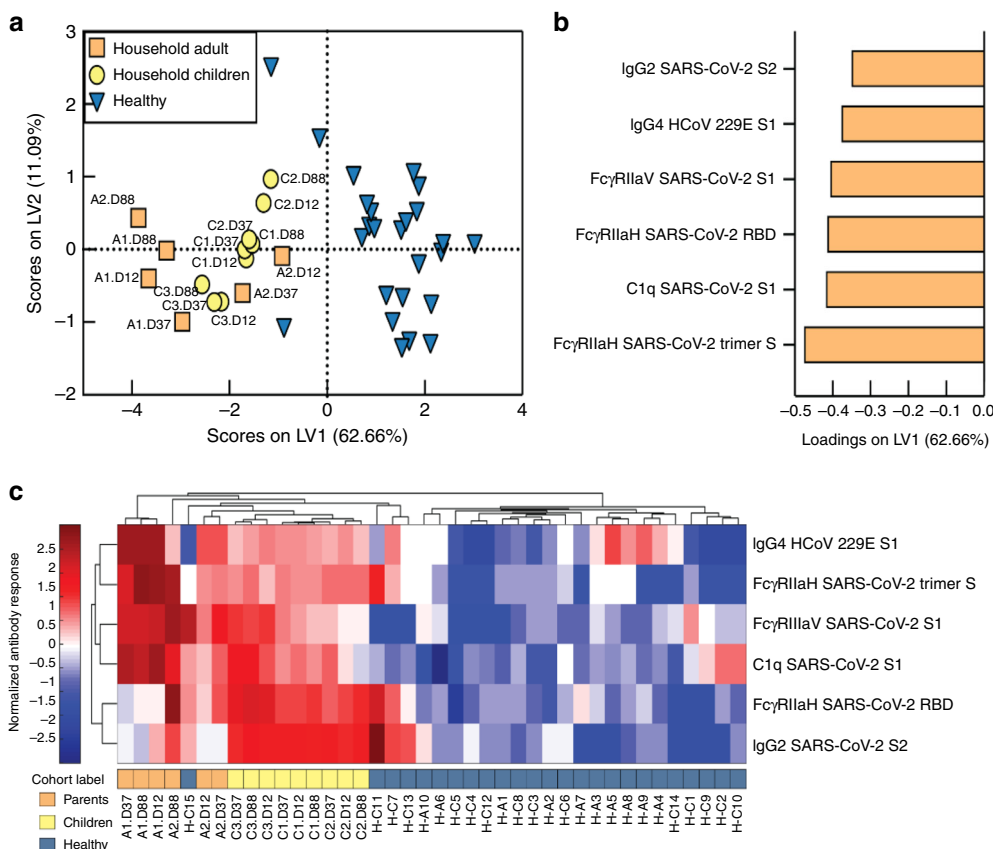 a
Household adult
Household children
Healthy
3
2
1
0
−1
−2
Scores on LV2 (11.09%)
C2.D88
C2.D12
A2.D88
C2.D37
A1.D88
C1.D37
C1.D88
A1.D12
C1.D12
A2.D12
C3.D88
A2.D37
C3.D37
A1.D37
C3.D12
−4
−2
0
2
4
Scores on LV1 (62.66%)
b
IgG2 SARS-CoV-2 S2
IgG4 HCoV 229E S1
FcγRIIaV SARS-CoV-2 S1
FcγRIIaH SARS-CoV-2 RBD
C1q SARS-CoV-2 S1
FcγRIIaH SARS-CoV-2 trimer S
−0.5 −0.4 −0.3 −0.2 −0.1 0.0
Loadings on LV1 (62.66%)
c
Normalized antibody response
2.5
2
1.5
1
0.5
0
−0.5
−1
−1.5
−2
−2.5
IgG4 HCoV 229E S1
FcγRIIaH SARS-CoV-2 trimer S
FcγRIIIaV SARS-CoV-2 S1
C1q SARS-CoV-2 S1
FcγRIIaH SARS-CoV-2 RBD
IgG2 SARS-CoV-2 S2
Cohort label
Parents
Children
Healthy
A1.D37
A1.D88
A1.D12
A2.D88
H-C15
A2.D12
A2.D37
C3.D37
C3.D88
C3.D12
C1.D37
C1.D12
C1.D88
C2.D37
C2.D12
C2.D88
H-C11
H-C7
H-C13
H-A10
H-A6
H-C5
H-C4
H-C12
H-A1
H-C8
H-C3
H-A2
H-C6
H-A7
H-A3
H-A5
H-A8
H-A9
H-A4
H-C14
H-C1
H-C9
H-C2
H-C10